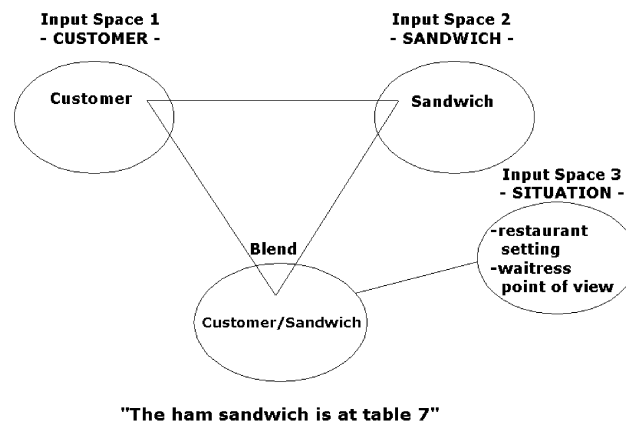 Input Space 1
- CUSTOMER -
Input Space 2
- SANDWICH -
Customer
Sandwich
Input Space 3
- SITUATION -
-restaurant
setting
-waitress
point of view
Blend
Customer/Sandwich
"The ham sandwich is at table 7"